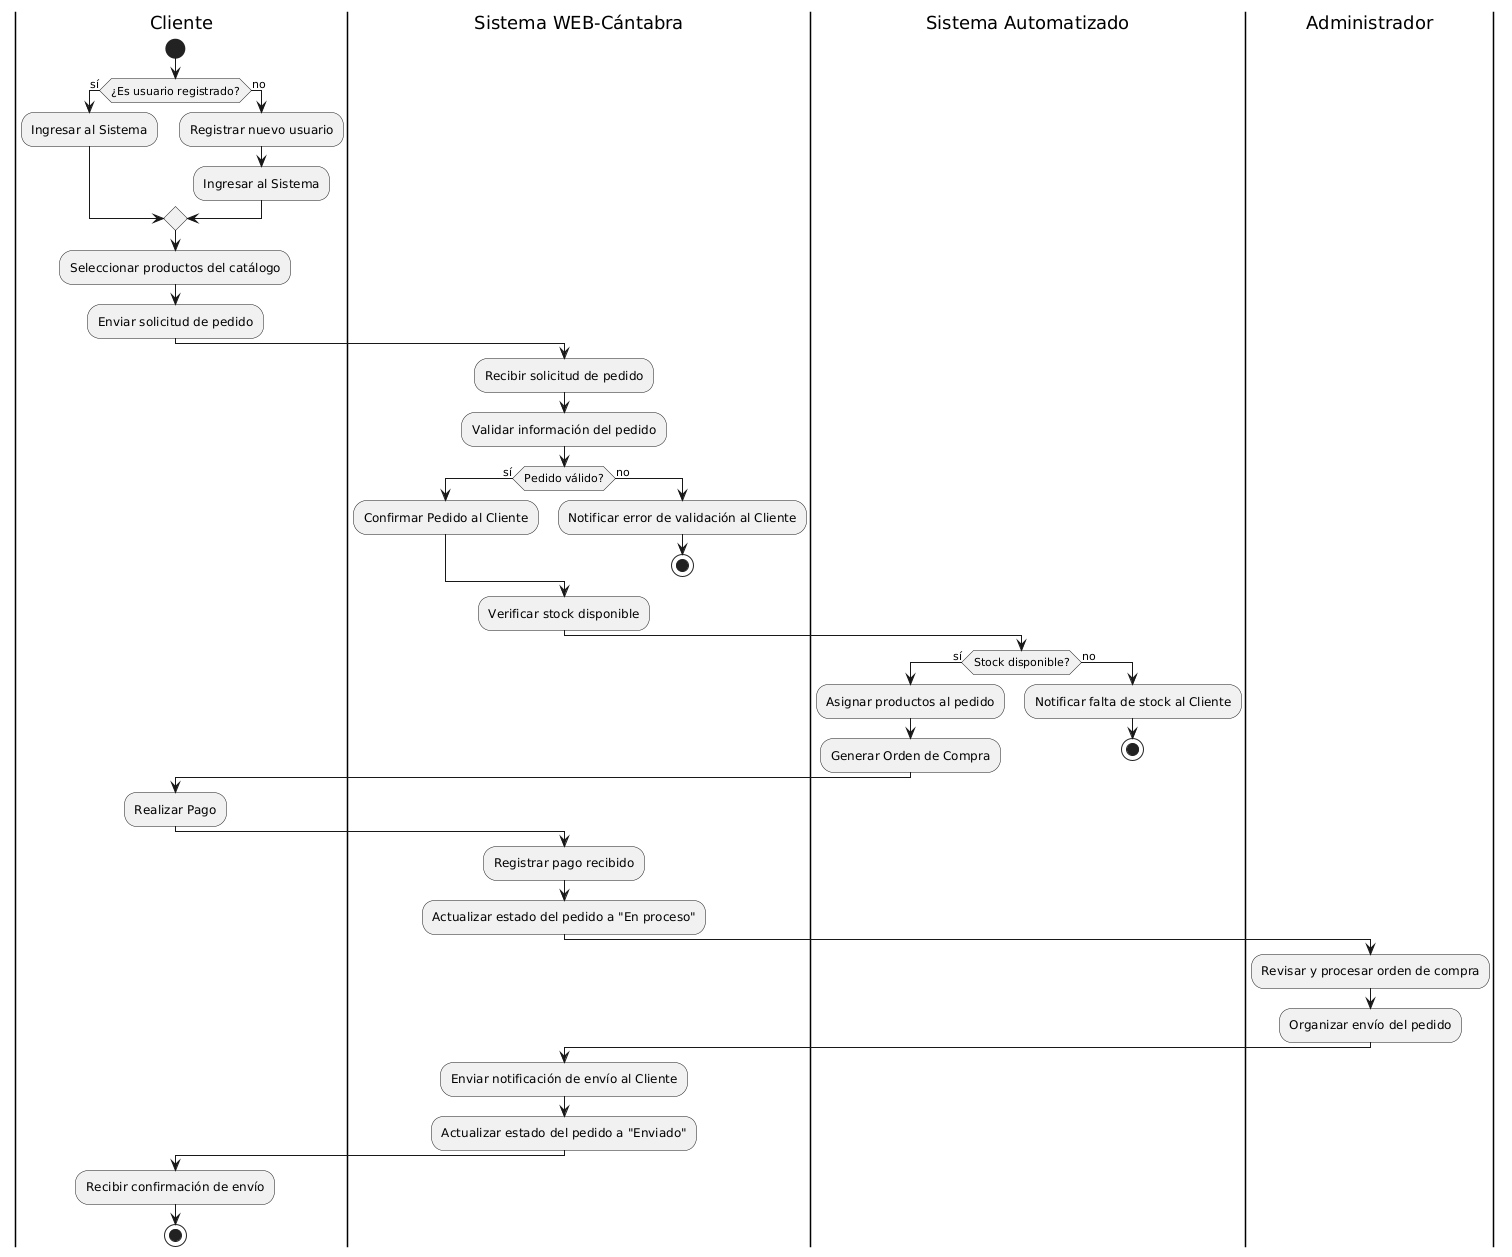 Cliente
Sistema WEB-Cántabra
Sistema Automatizado
Administrador
¿Es usuario registrado?
sí
no
Ingresar al Sistema
Registrar nuevo usuario
Ingresar al Sistema
Seleccionar productos del catálogo
Enviar solicitud de pedido
Recibir solicitud de pedido
Validar información del pedido
Pedido válido?
sí
no
Confirmar Pedido al Cliente
Notificar error de validación al Cliente
Verificar stock disponible
Stock disponible?
sí
no
Asignar productos al pedido
Notificar falta de stock al Cliente
Generar Orden de Compra
Realizar Pago
Registrar pago recibido
Actualizar estado del pedido a "En proceso"
Revisar y procesar orden de compra
Organizar envío del pedido
Enviar notificación de envío al Cliente
Actualizar estado del pedido a "Enviado"
Recibir confirmación de envío